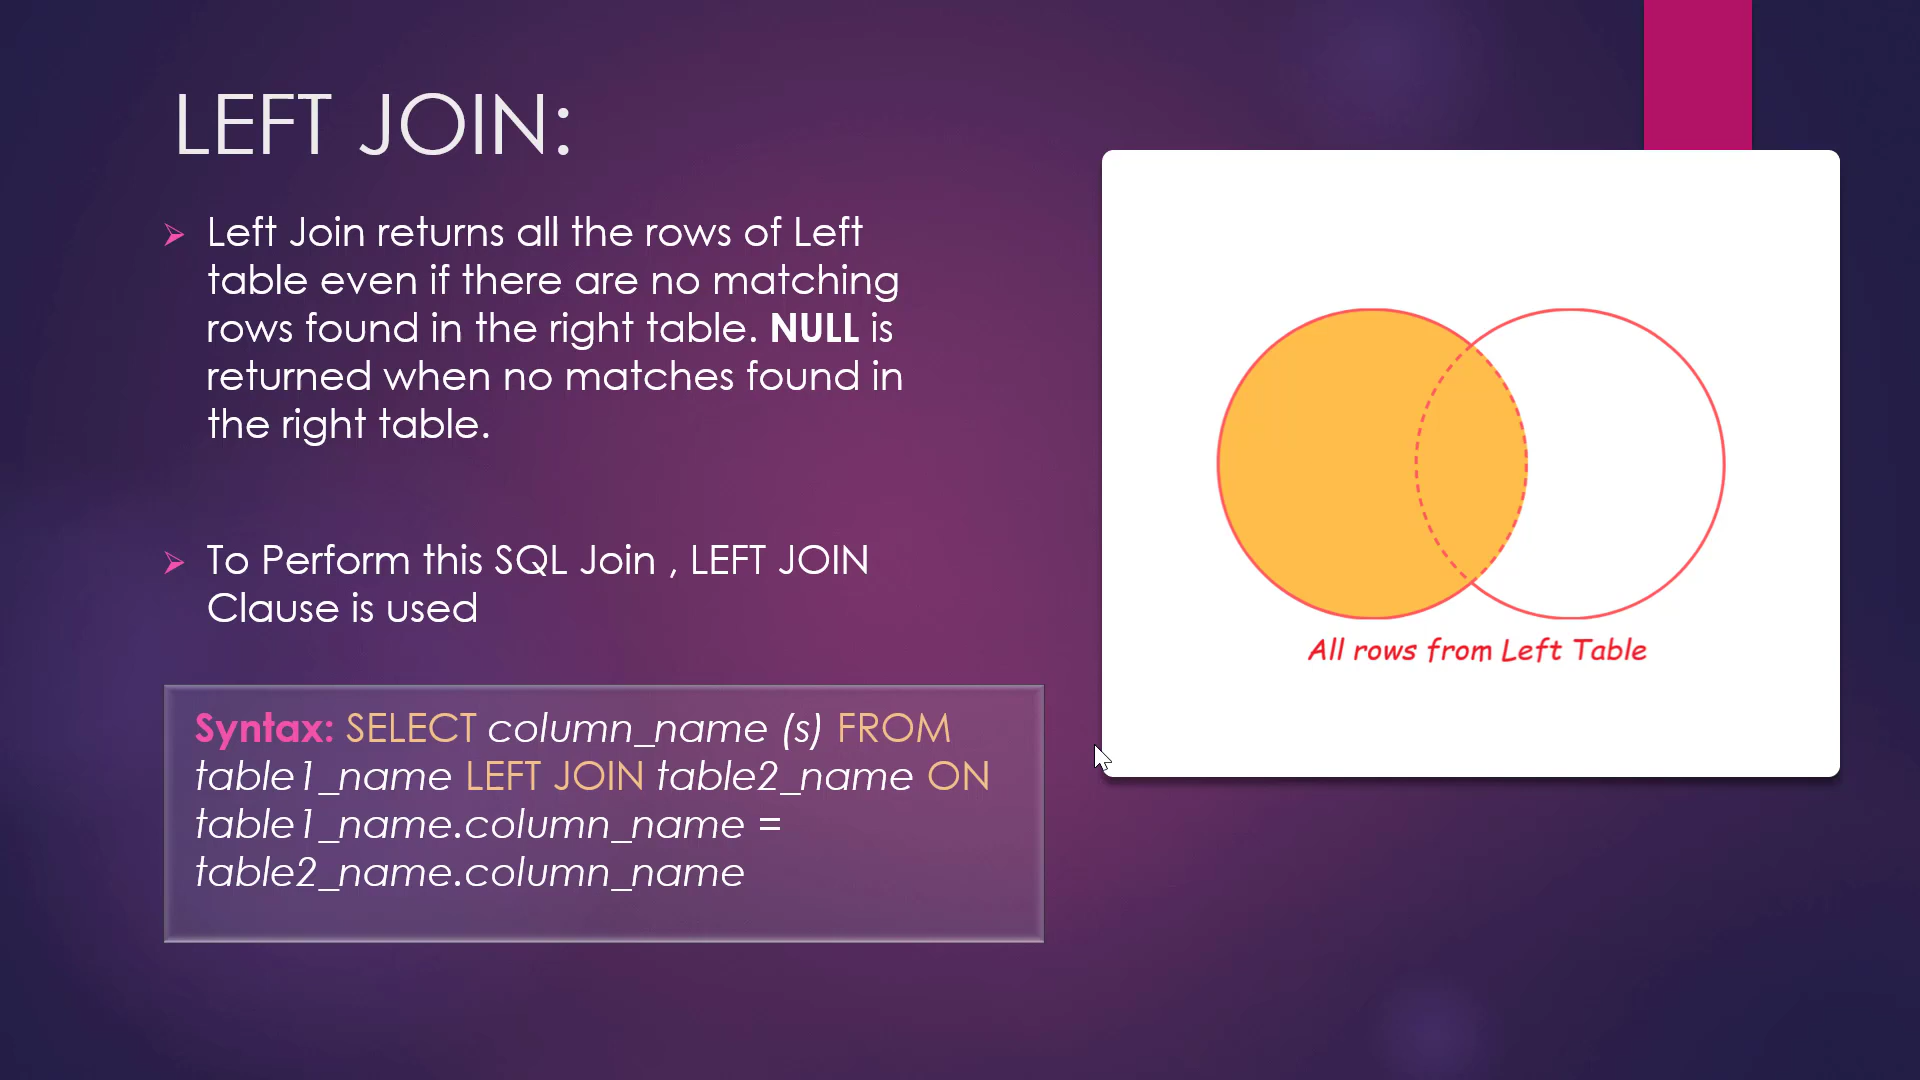 LEFT JOIN:
Left Join returns all the rows of Left
table even if there are no matching
rows found in the right table. NULL is
returned when no matches found in
the right table.
To Perform this SQL Join , LEFT JOIN
Clause is used
Syntax: SELECT column_name (s) FROM
table1_name LEFT JOIN table2_name ON
table1_name.column_name =
table2_name.column_name
All rows from Left Table